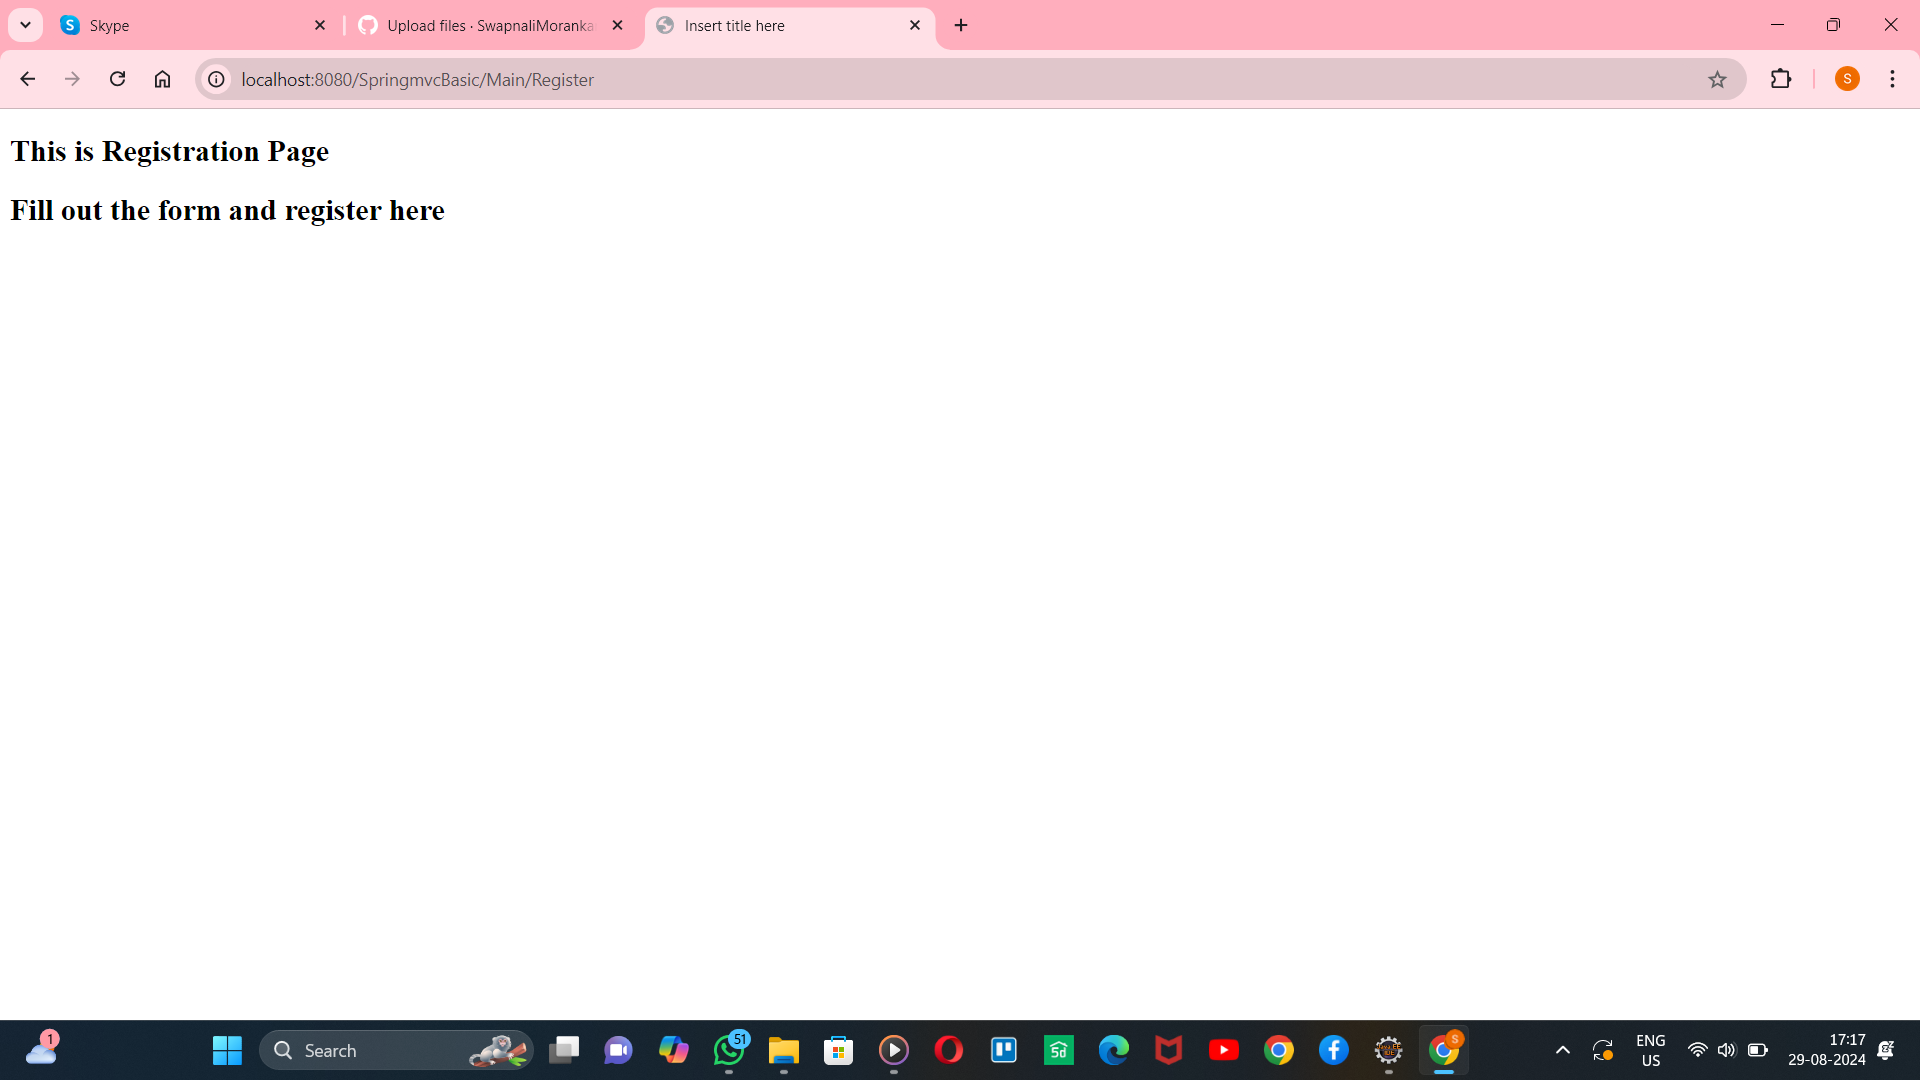 Skype
Upload files · SwapnaliMoranka
Insert title here
localhost:8080/SpringmvcBasic/Main/Register
S
This is Registration Page
Fill out the form and register here
1
Search
51
S
ENG
US
17:17
29-08-2024